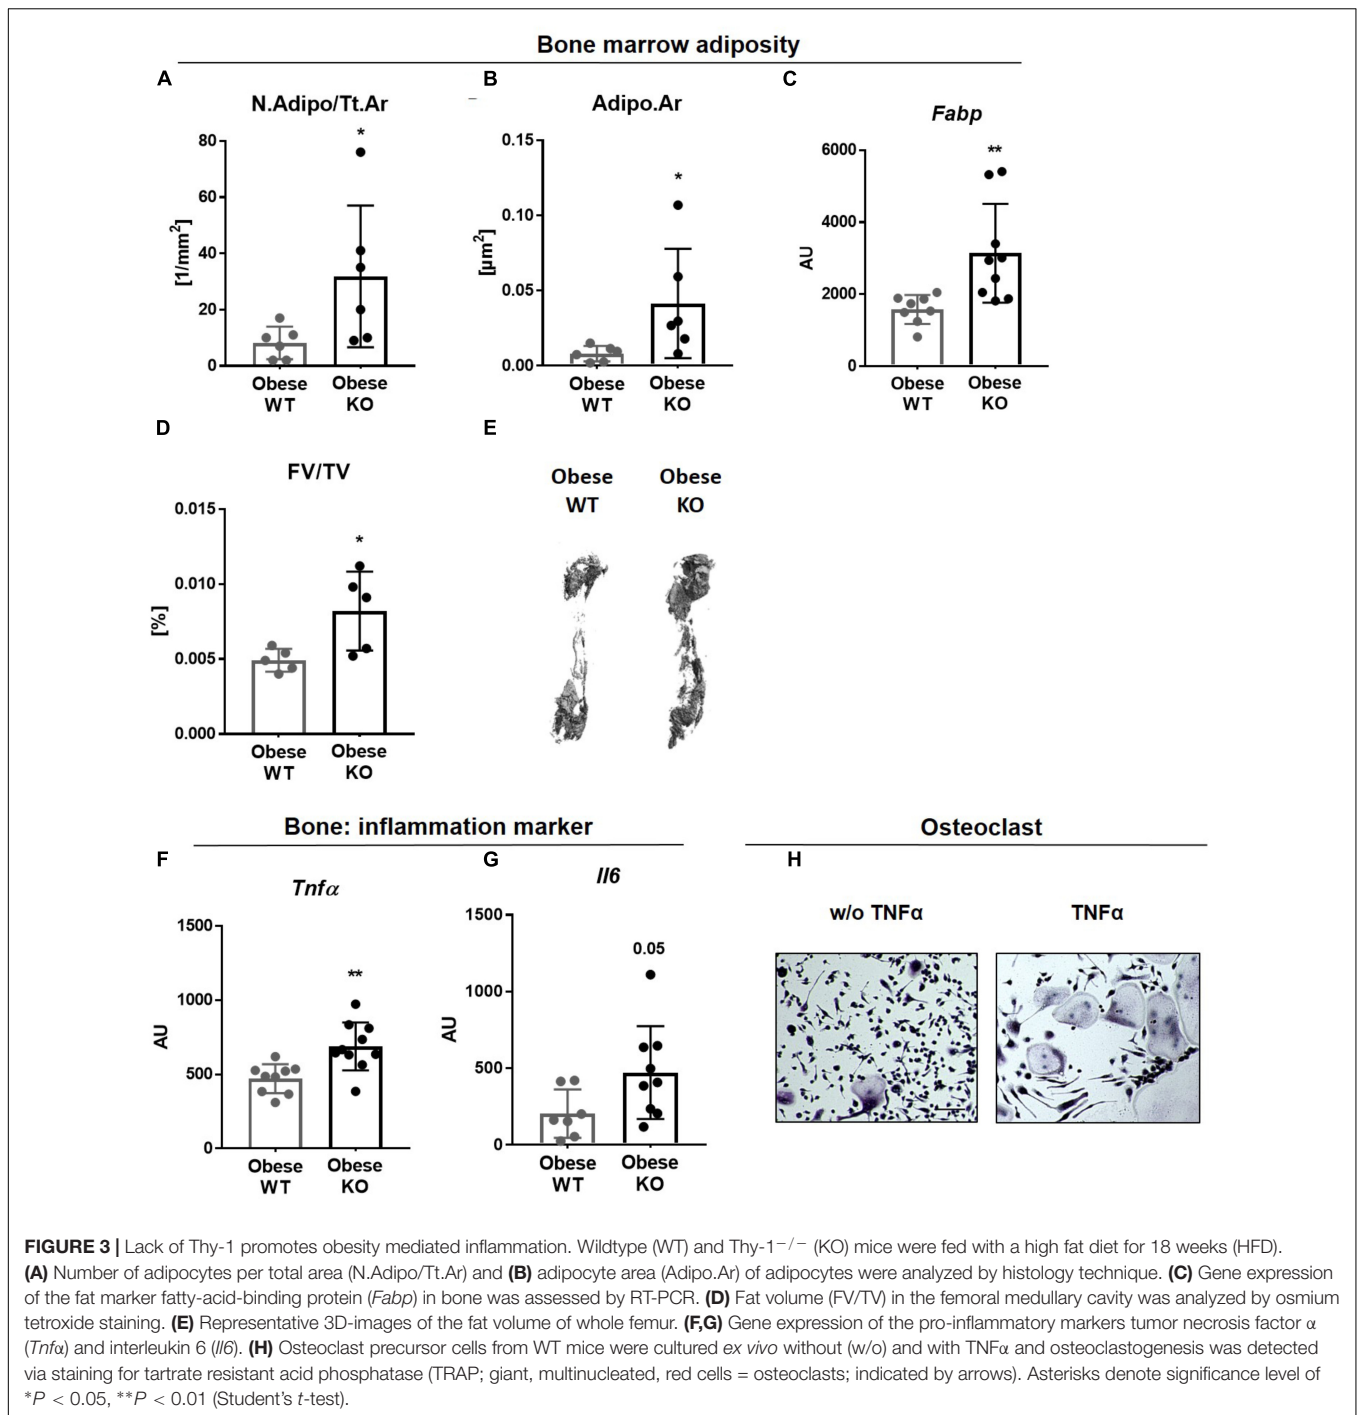 Bone marrow adiposity
A
N.Adipo/Tt.Ar
[1/mm²]
80
60
40
20
0
*
Obese
WT
Obese
KO
B
Adipo.Ar
[µm²]
0.15
0.10
0.05
0.00
*
Obese
WT
Obese
KO
C
Fabp
AU
6000
4000
2000
0
**
Obese
WT
Obese
KO
D
FV/TV
[%]
0.015
0.010
0.005
0.000
*
Obese
WT
Obese
KO
E
Obese
WT
Obese
KO
Bone: inflammation marker
F
Tnfα
AU
1500
1000
500
0
**
Obese
WT
Obese
KO
G
Il6
AU
1500
1000
500
0
0.05
Obese
WT
Obese
KO
Osteoclast
H
w/o TNFα
TNFα
FIGURE 3 | Lack of Thy-1 promotes obesity mediated inflammation. Wildtype (WT) and Thy-1−/− (KO) mice were fed with a high fat diet for 18 weeks (HFD).
(A) Number of adipocytes per total area (N.Adipo/Tt.Ar) and (B) adipocyte area (Adipo.Ar) of adipocytes were analyzed by histology technique. (C) Gene expression
of the fat marker fatty-acid-binding protein (Fabp) in bone was assessed by RT-PCR. (D) Fat volume (FV/TV) in the femoral medullary cavity was analyzed by osmium
tetroxide staining. (E) Representative 3D-images of the fat volume of whole femur. (F,G) Gene expression of the pro-inflammatory markers tumor necrosis factor α
(Tnfα) and interleukin 6 (Il6). (H) Osteoclast precursor cells from WT mice were cultured ex vivo without (w/o) and with TNFα and osteoclastogenesis was detected
via staining for tartrate resistant acid phosphatase (TRAP; giant, multinucleated, red cells = osteoclasts; indicated by arrows). Asterisks denote significance level of
*P < 0.05, **P < 0.01 (Student's t-test).